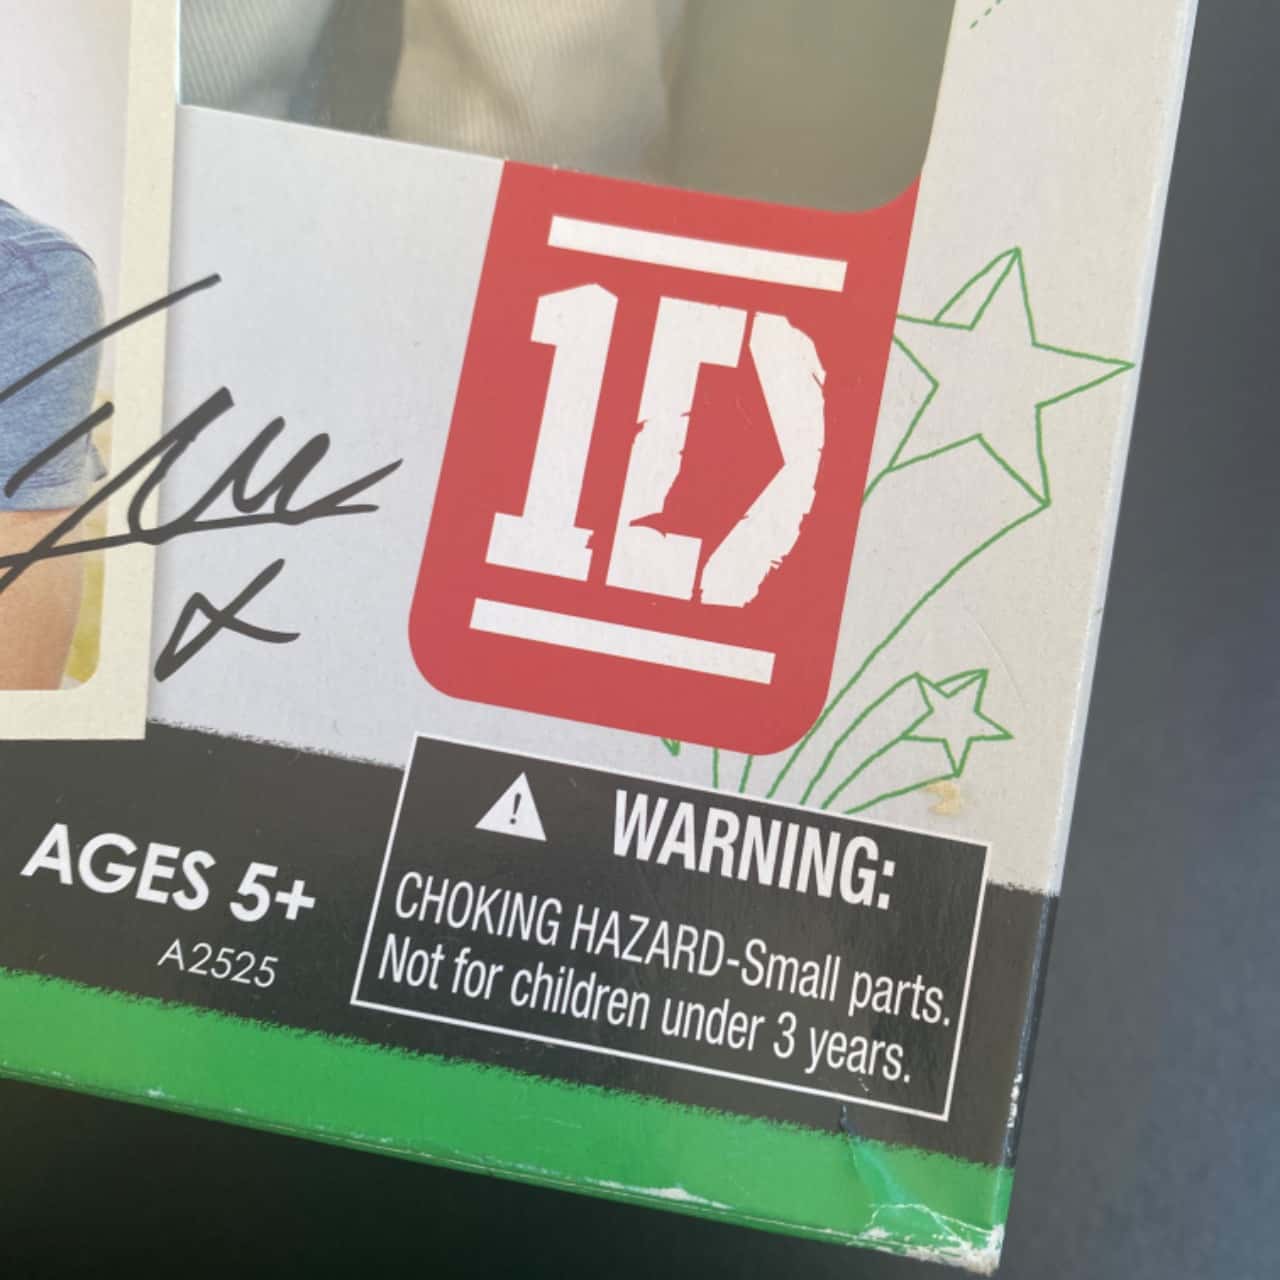 1D
AGES 5+
A2525
WARNING:
CHOKING HAZARD-Small parts.
Not for children under 3 years.